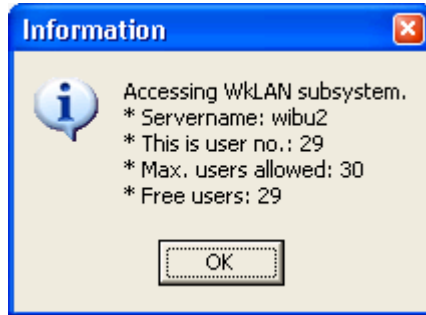 Information
Accessing WkLAN subsystem.
* Servername: wibu2
* This is user no.: 29
* Max. users allowed: 30
* Free users: 29
OK